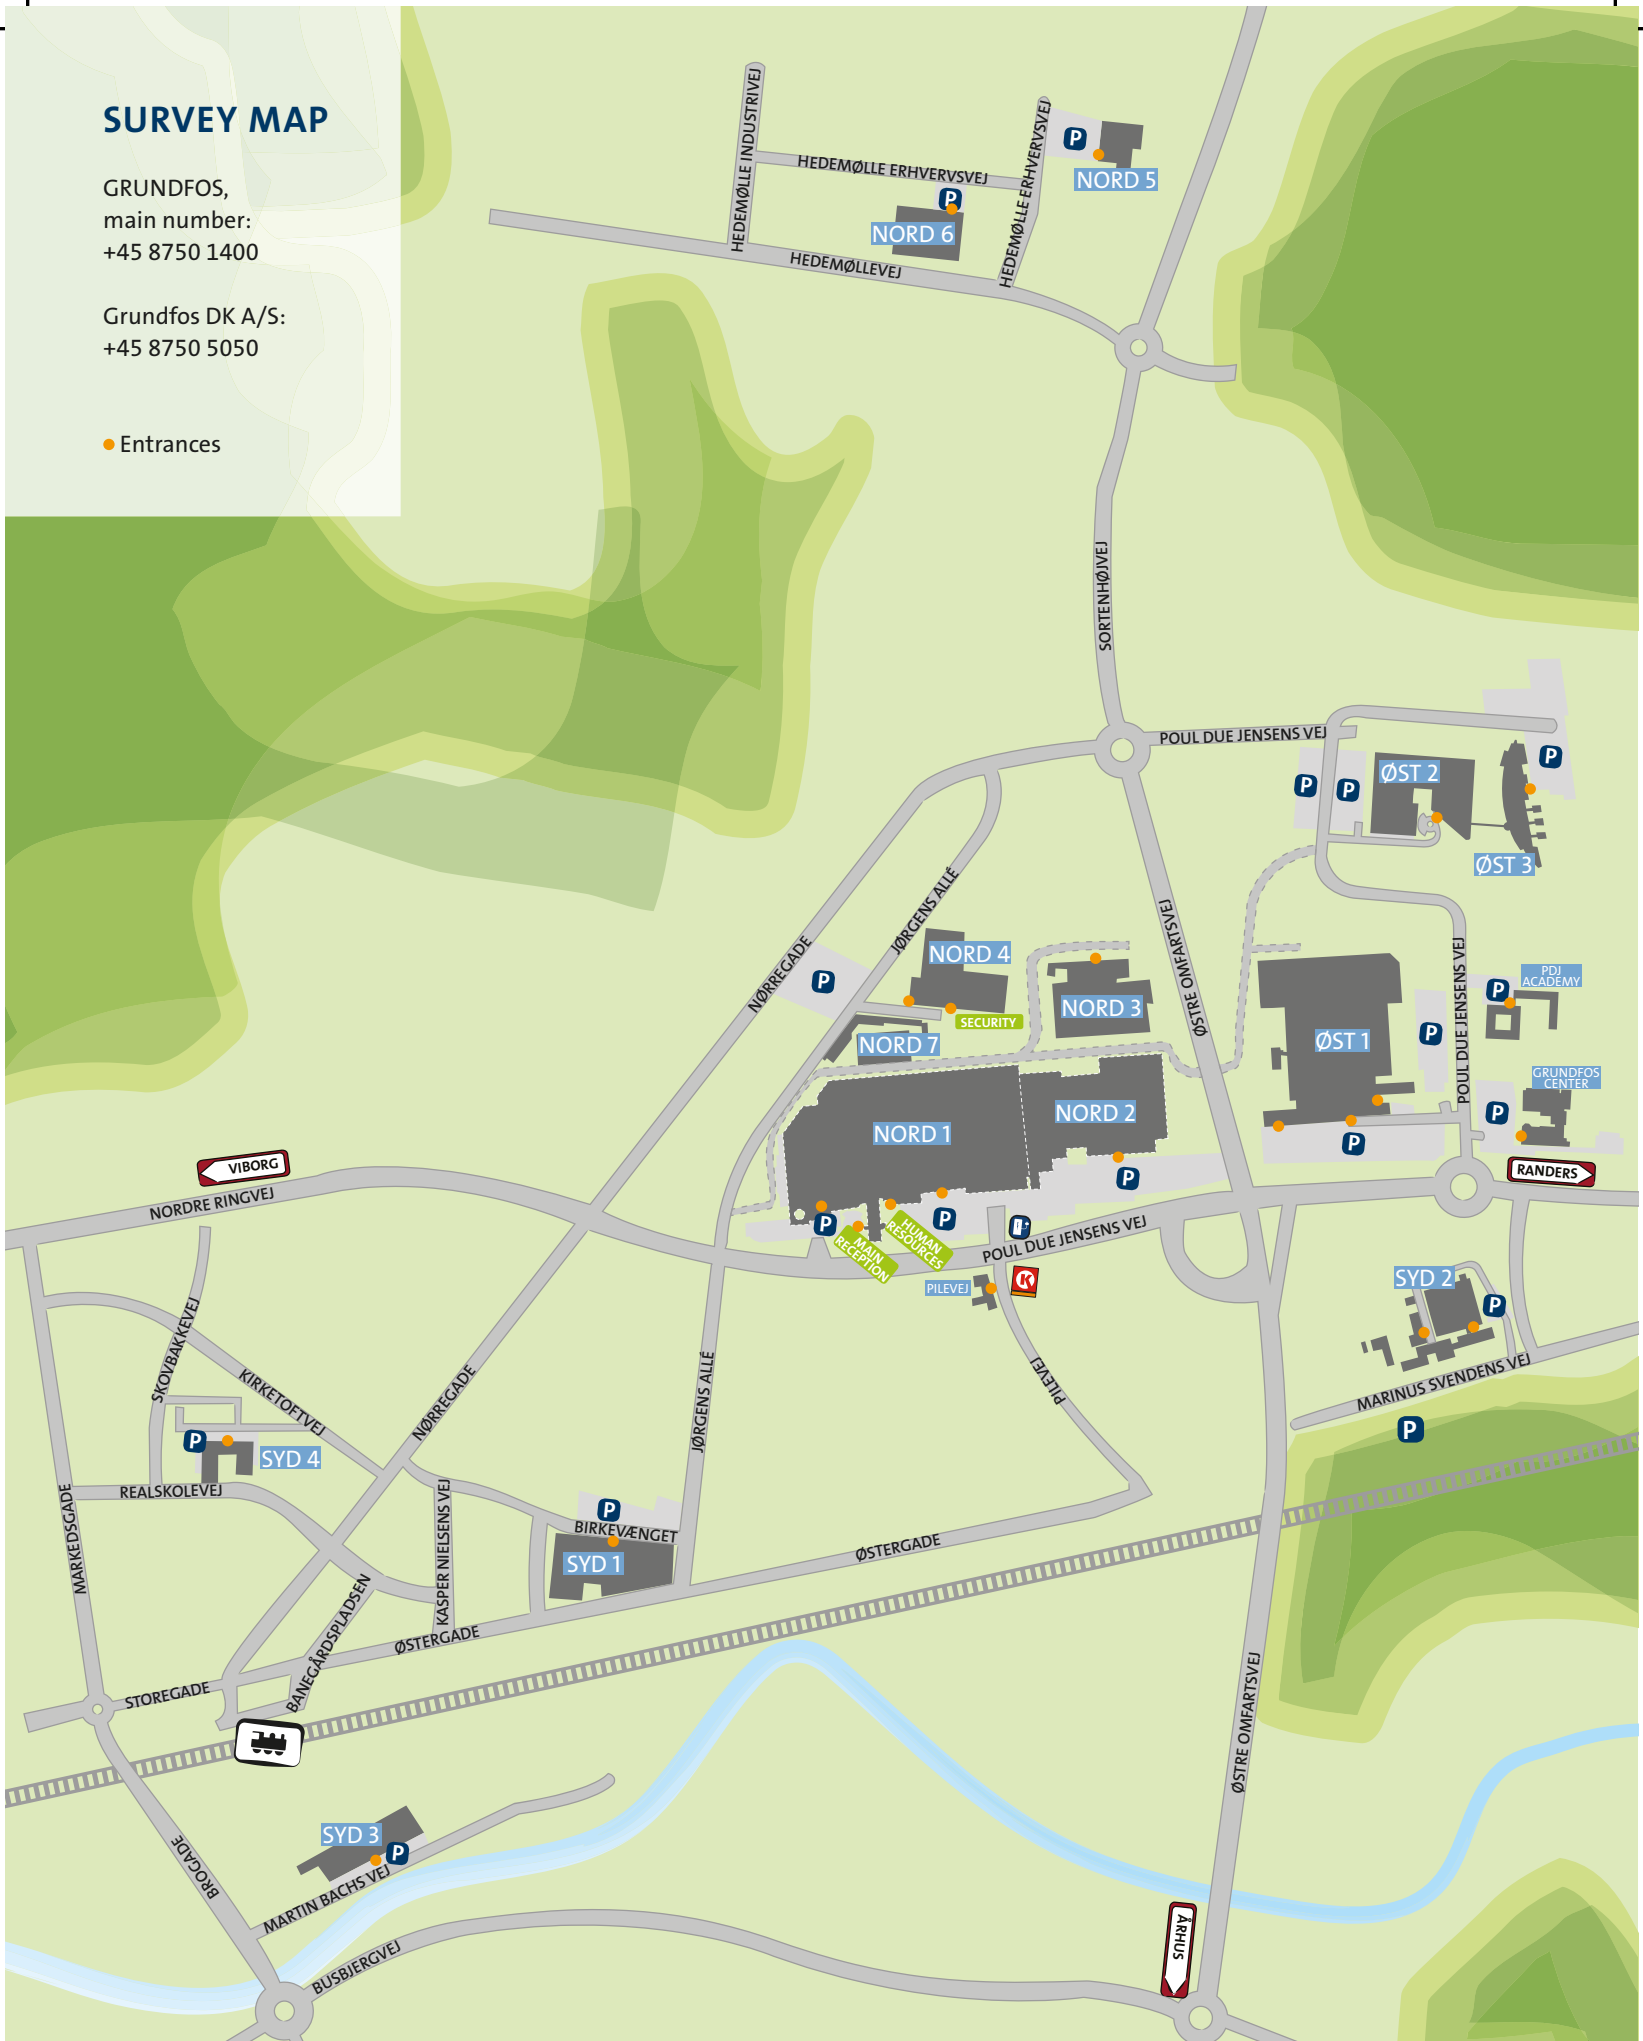 SURVEY MAP
GRUNDFOS,
main number:
+45 8750 1400
Grundfos DK A/S:
+45 8750 5050
Entrances
HEDEMØLLE INDUSTRIVEJ
HEDEMØLLE ERHVERVSVEJ
HEDEMØLLE ERHVERVSVEJ
P
NORD 5
P
NORD 6
HEDEMØLLEVEJ
SORTENHØJVEJ
POUL DUE JENSENS VEJ
P
P
ØST 2
P
ØST 3
JØRGENS ALLÉ
NØRREGADE
P
NORD 4
SECURITY
NORD 3
NORD 7
ØSTRE OMFARTSVEJ
ØST 1
P
POUL DUE JENSENS VEJ
P
PDJ
ACADEMY
GRUNDFOS
CENTER
P
P
NORD 1
NORD 2
P
P
P
MAIN
RECEPTION
HUMAN
RESOURCES
POUL DUE JENSENS VEJ
RANDERS
VIBORG
NORDRE RINGVEJ
PILEVEJ
K
PILEVEJ
SYD 2
P
MARINUS SVENDENS VEJ
P
SKOVBAKKEVEJ
KIRKETOFTVEJ
NØRREGADE
JØRGENS ALLÉ
P
SYD 4
REALSKOLEVEJ
MARKEDSGADE
KASPER NIELSENS VEJ
P
BIRKEVÆNGET
SYD 1
ØSTERGADE
ØSTERGADE
BANEGÅRDSPLADSEN
STOREGADE
ØSTRE OMFARTSVEJ
SYD 3
P
BROGADE
MARTIN BACHS VEJ
BUSBJERGVEJ
ÅRHUS